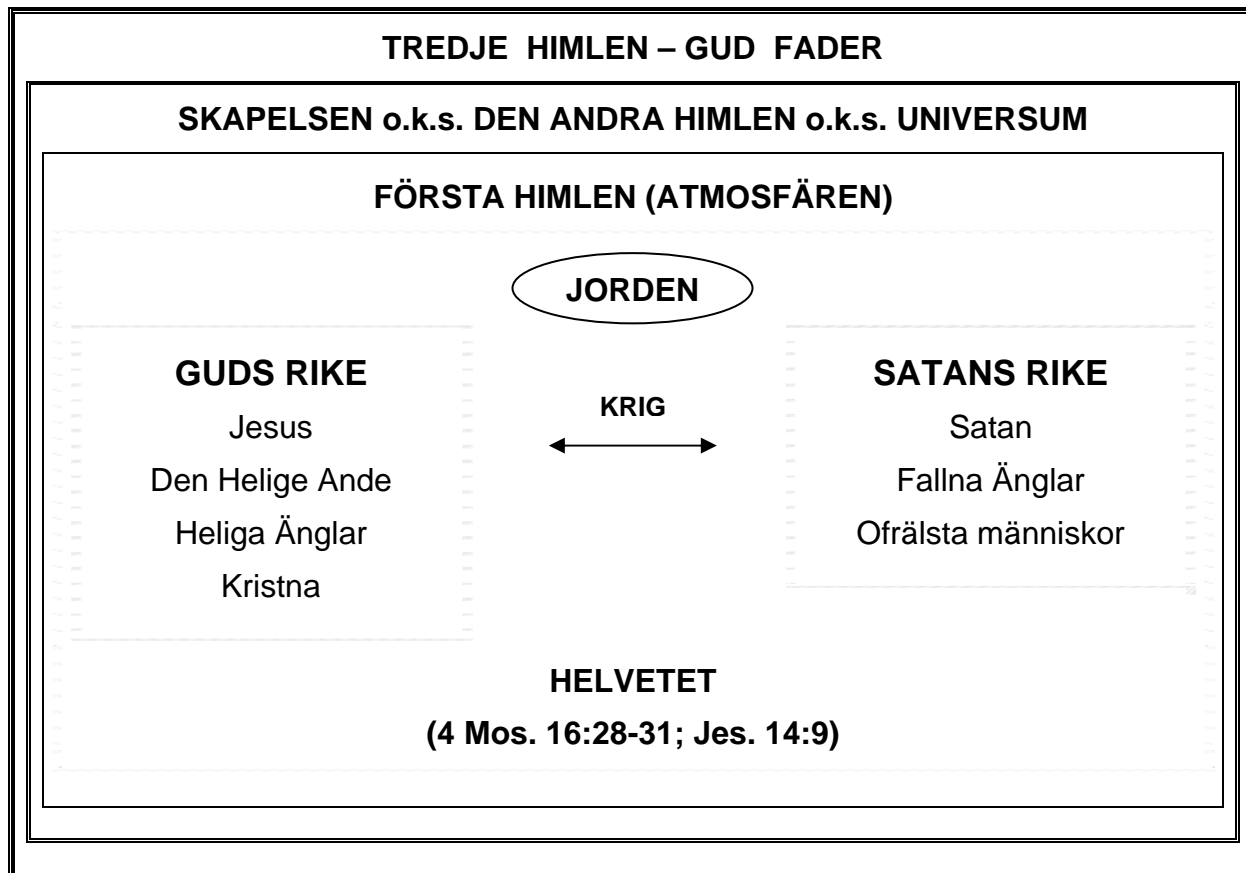 TREDJE HIMLEN – GUD FADER
SKAPELSEN o.k.s. DEN ANDRA HIMLEN o.k.s. UNIVERSUM
FÖRSTA HIMLEN (ATMOSFÄREN)
JORDEN
GUDS RIKE
Jesus
Den Helige Ande
Heliga Änglar
Kristna
KRIG
SATANS RIKE
Satan
Fallna Änglar
Ofrälsta människor
HELVETET
(4 Mos. 16:28-31; Jes. 14:9)